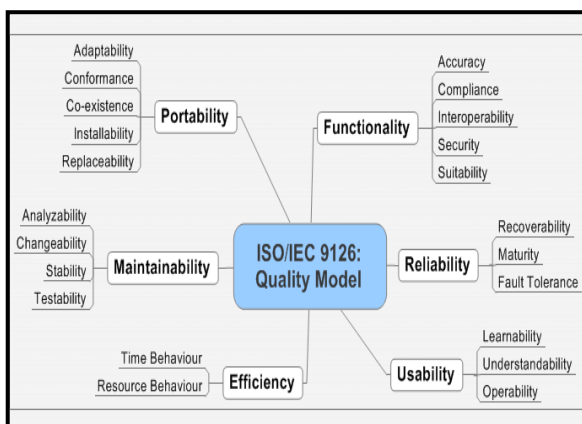 Adaptability
Conformance
Co-existence
Installability
Replaceability
Portability
Accuracy
Compliance
Interoperability
Security
Suitability
Functionality
Analyzability
Changeability
Stability
Testability
Maintainability
ISO/IEC 9126:
Quality Model
Reliability
Recoverability
Maturity
Fault Tolerance
Time Behaviour
Resource Behaviour
Efficiency
Usability
Learnability
Understandability
Operability